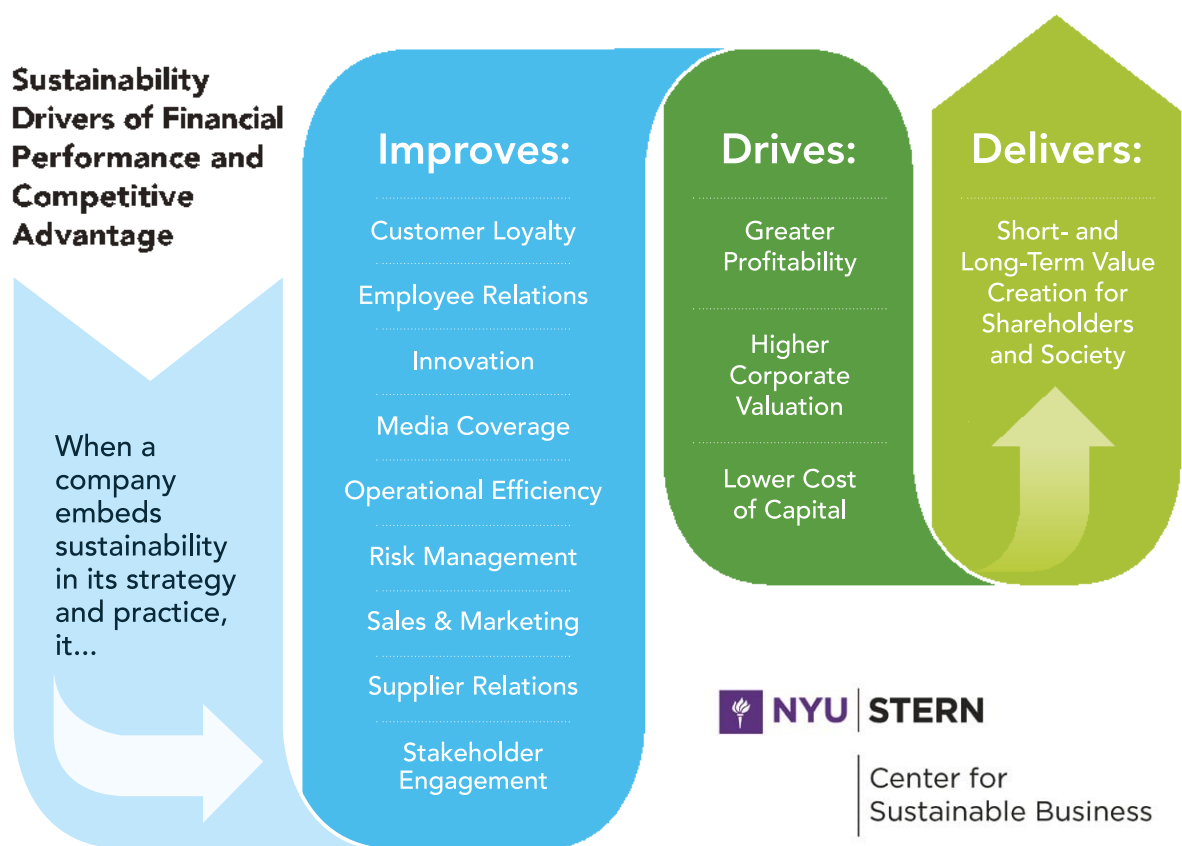 Sustainability
Drivers of Financial
Performance and
Competitive
Advantage
When a
company
embeds
sustainability
in its strategy
and practice,
it...
Improves:
Customer Loyalty
Employee Relations
Innovation
Media Coverage
Operational Efficiency
Risk Management
Sales & Marketing
Supplier Relations
Stakeholder
Engagement
Drives:
Greater
Profitability
Higher
Corporate
Valuation
Lower Cost
of Capital
Delivers:
Short- and
Long-Term Value
Creation for
Shareholders
and Society
NYU STERN
Center for
Sustainable Business